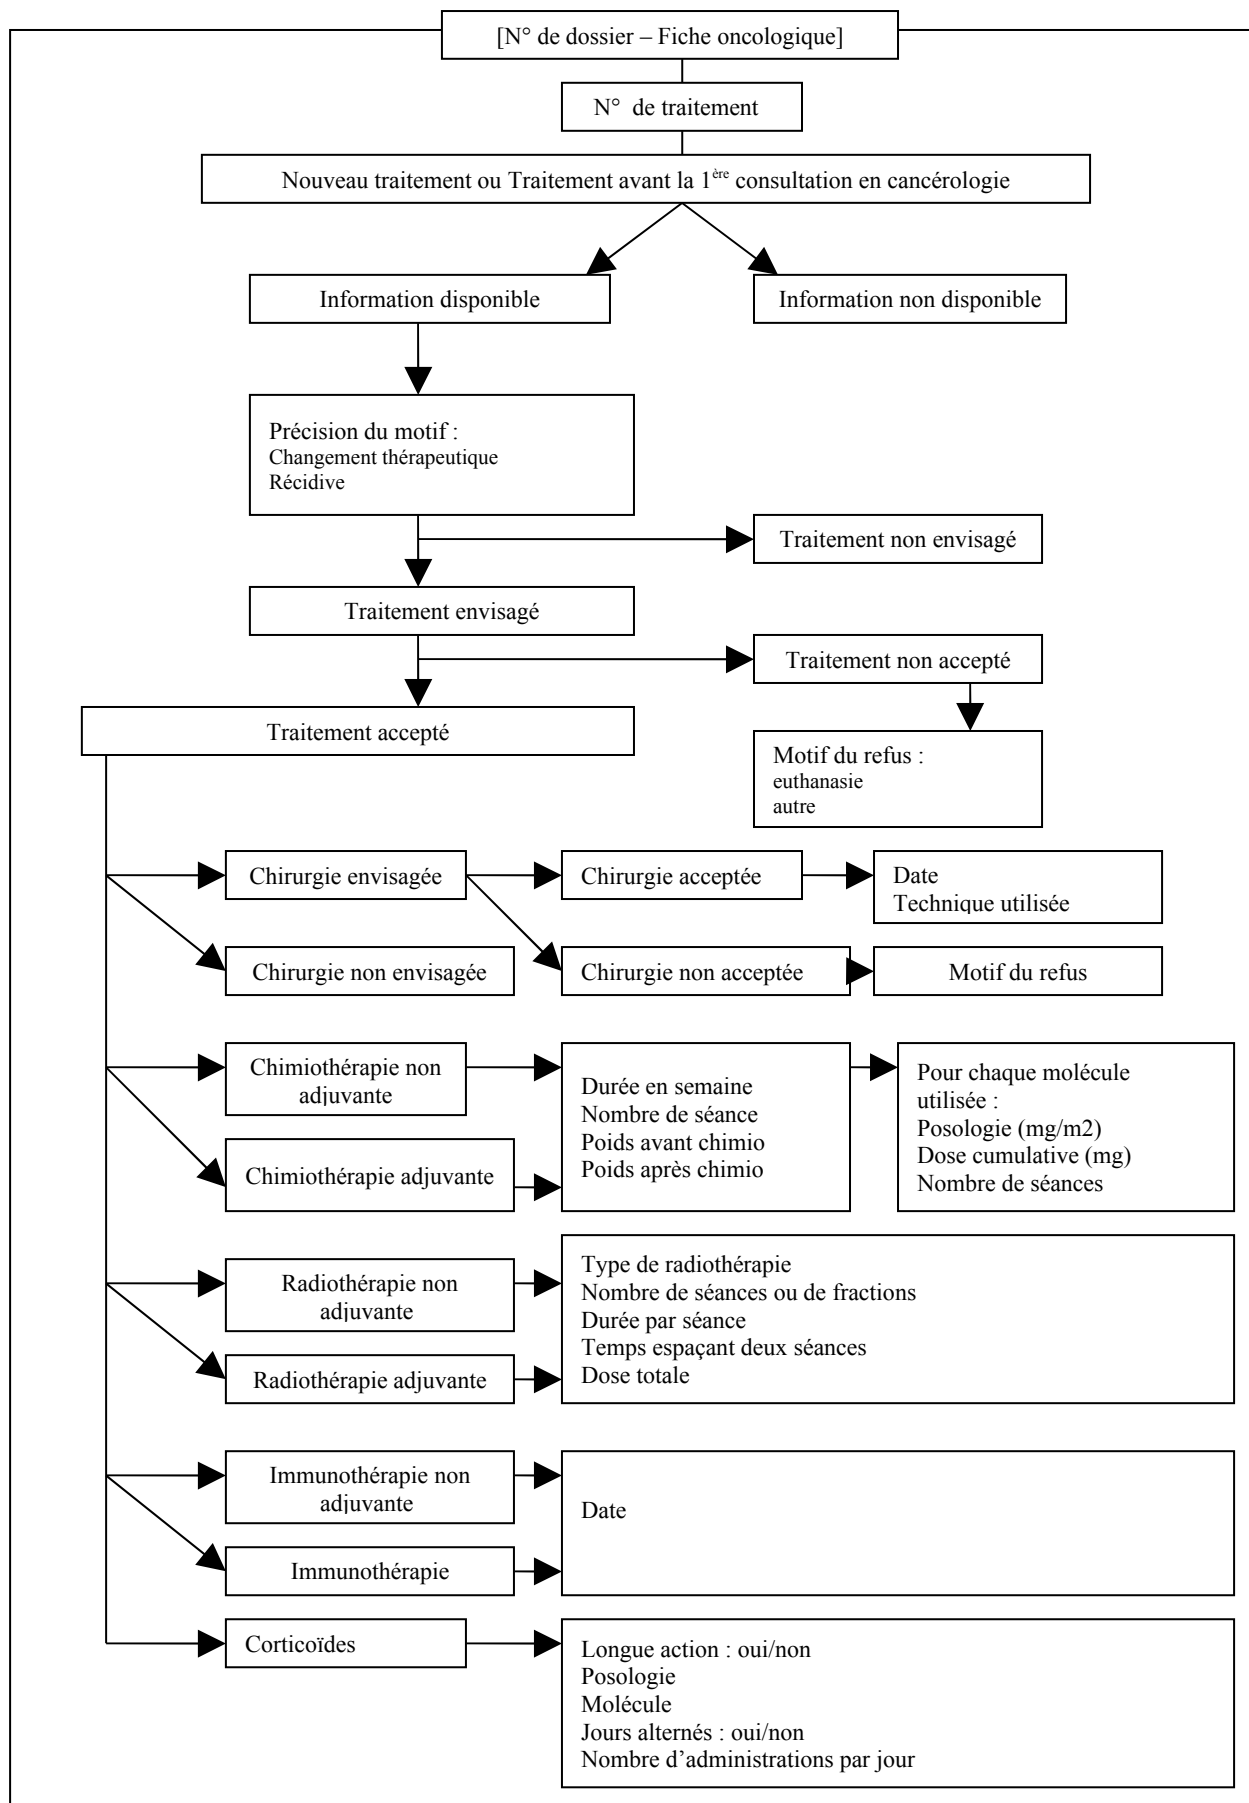 [N° de dossier – Fiche oncologique]
N° de traitement
Nouveau traitement ou Traitement avant la 1ère consultation en cancérologie
Information disponible
Information non disponible
Précision du motif :
Changement thérapeutique
Récidive
Traitement non envisagé
Traitement envisagé
Traitement non accepté
Traitement accepté
Motif du refus :
euthanasie
autre
Chirurgie envisagée
Chirurgie acceptée
Date
Technique utilisée
Chirurgie non envisagée
Chirurgie non acceptée
Motif du refus
Chimiothérapie non
adjuvante
Chimiothérapie adjuvante
Durée en semaine
Nombre de séance
Poids avant chimio
Poids après chimio
Pour chaque molécule
utilisée :
Posologie (mg/m2)
Dose cumulative (mg)
Nombre de séances
Radiothérapie non
adjuvante
Radiothérapie adjuvante
Type de radiothérapie
Nombre de séances ou de fractions
Durée par séance
Temps espaçant deux séances
Dose totale
Immunothérapie non
adjuvante
Immunothérapie
Date
Corticoïdes
Longue action : oui/non
Posologie
Molécule
Jours alternés : oui/non
Nombre d’administrations par jour